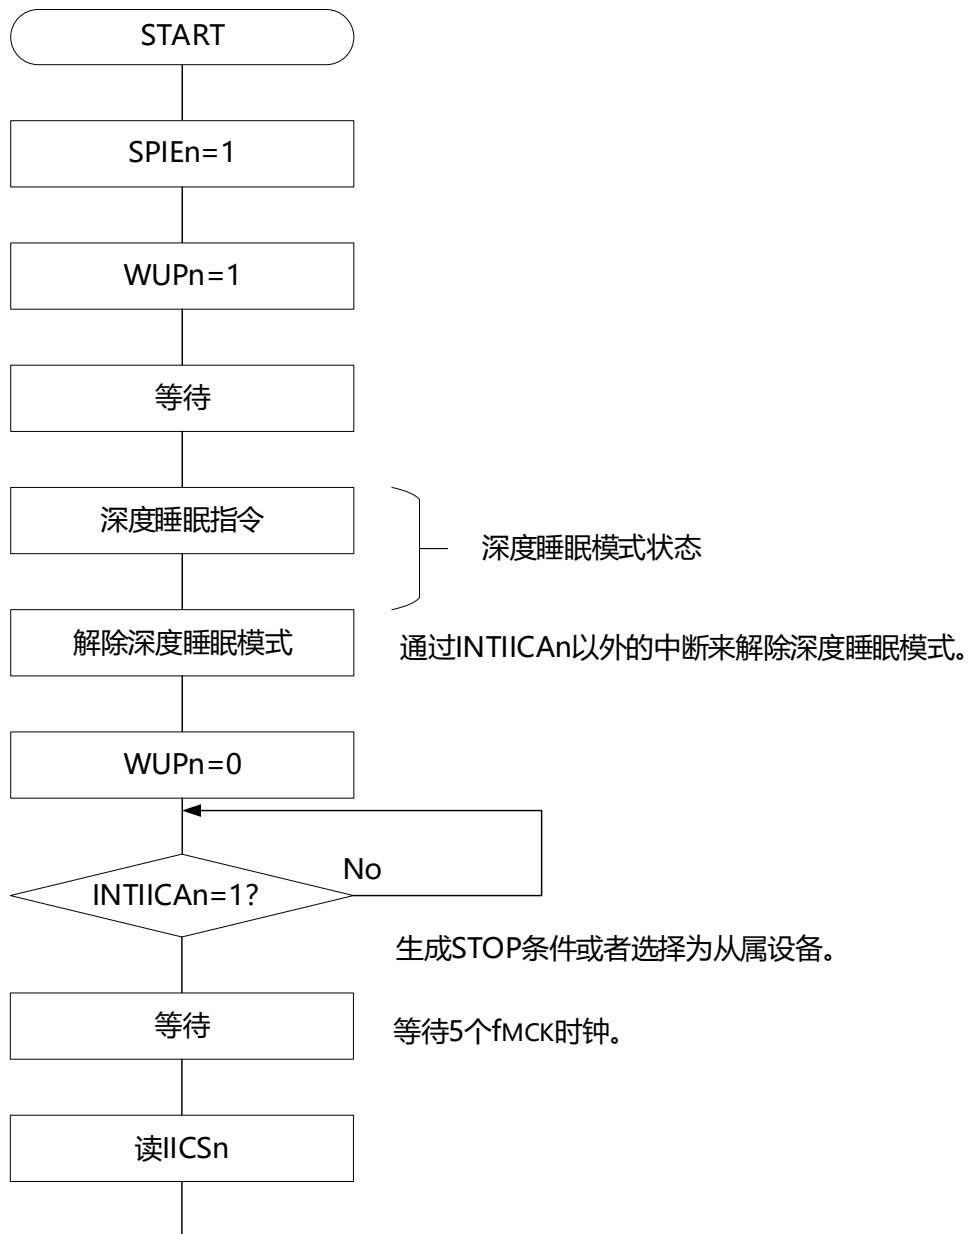 START
SPIEn=1
WUPn=1
等待
深度睡眠指令
深度睡眠模式状态
解除深度睡眠模式
通过INTIICAn以外的中断来解除深度睡眠模式。
WUPn=0
No
INTIICAn=1?
生成STOP条件或者选择为从属设备。
等待
等待5个fMCK时钟。
读IICSn